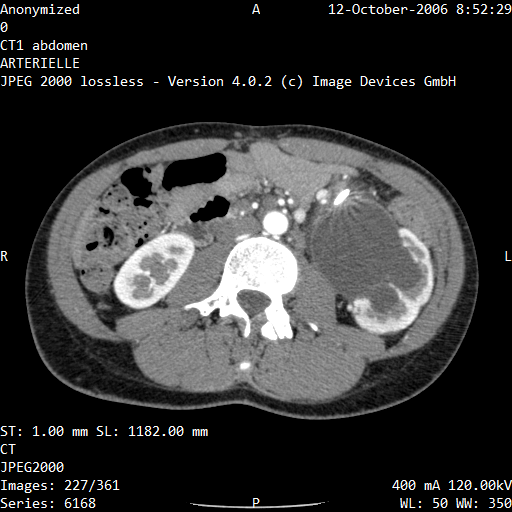 Anonymized A 12-October-2006 8:52:29
0
CT1 abdomen
ARTERIELLE
JPEG 2000 lossless - Version 4.0.2 (c) Image Devices GmbH
R L
ST: 1.00 mm SL: 1182.00 mm
CT
JPEG2000
Images: 227/361 400 mA 120.00kV
Series: 6168 P WL: 50 WW: 350